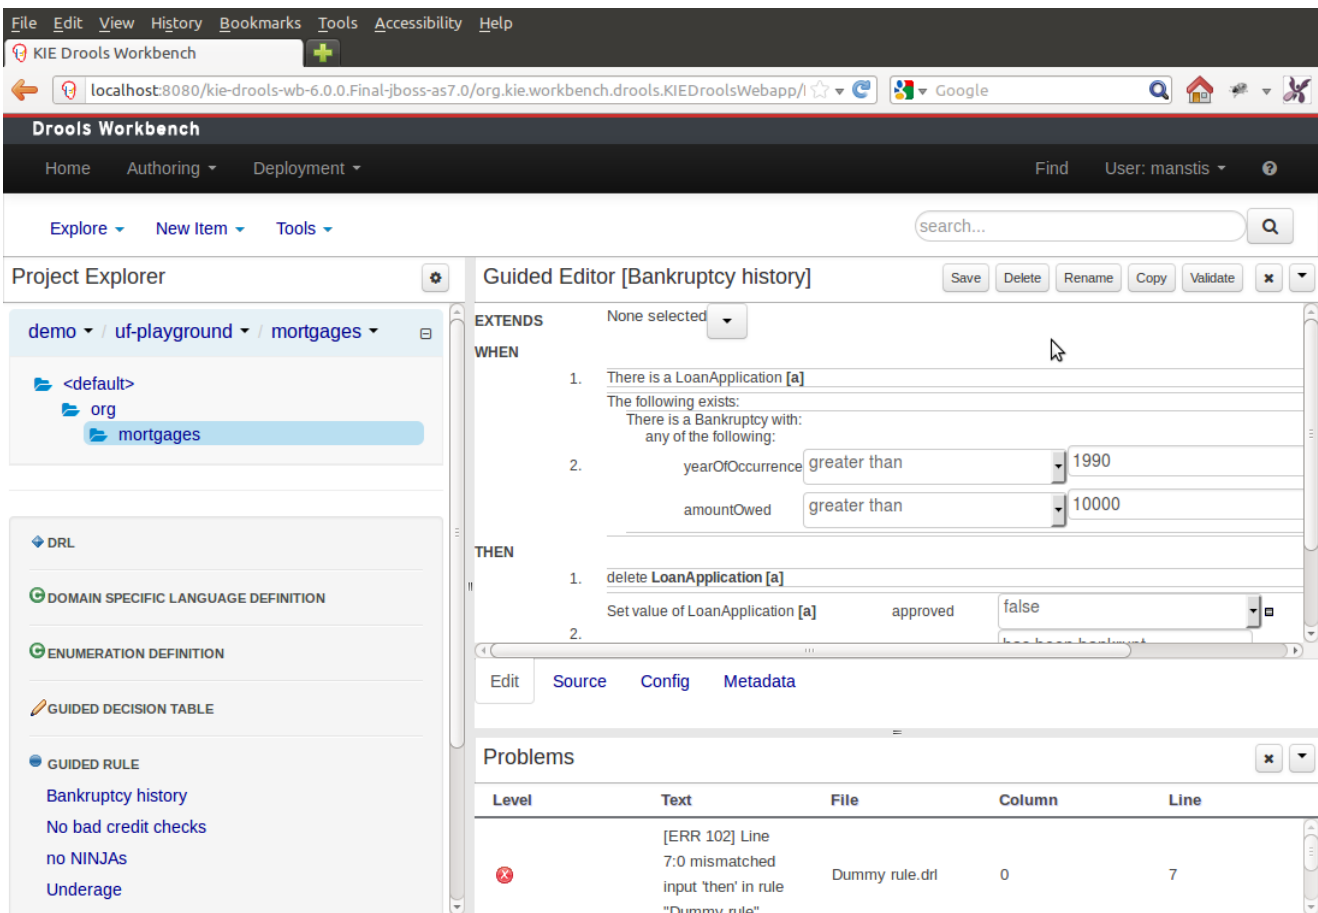 File Edit View History Bookmarks Tools Accessibility Help
KIE Drools Workbench
localhost:8080/kie-drools-wb-6.0.0.Final-jboss-as7.0/org.kie.workbench.drools.KIEDroolsWebapp/
Google
Drools Workbench
Home Authoring Deployment Find User: manstis
Explore New Item Tools search...
Project Explorer
demo / uf-playground / mortgages
<default>
org
mortgages
DRL
DOMAIN SPECIFIC LANGUAGE DEFINITION
ENUMERATION DEFINITION
GUIDED DECISION TABLE
GUIDED RULE
Bankruptcy history
No bad credit checks
no NINJAs
Underage
Guided Editor [Bankruptcy history] Save Delete Rename Copy Validate
EXTENDS None selected
WHEN
1. There is a LoanApplication [a]
The following exists:
There is a Bankruptcy with:
any of the following:
2. yearOfOccurrence greater than 1990
amountOwed greater than 10000
THEN
1. delete LoanApplication [a]
Set value of LoanApplication [a] approved false
2.
has been bankrupt
Edit Source Config Metadata
Problems
Level Text File Column Line
[ERR 102] Line
7:0 mismatched
input 'then' in rule
"Dummy rule"
Dummy rule.drl 0 7